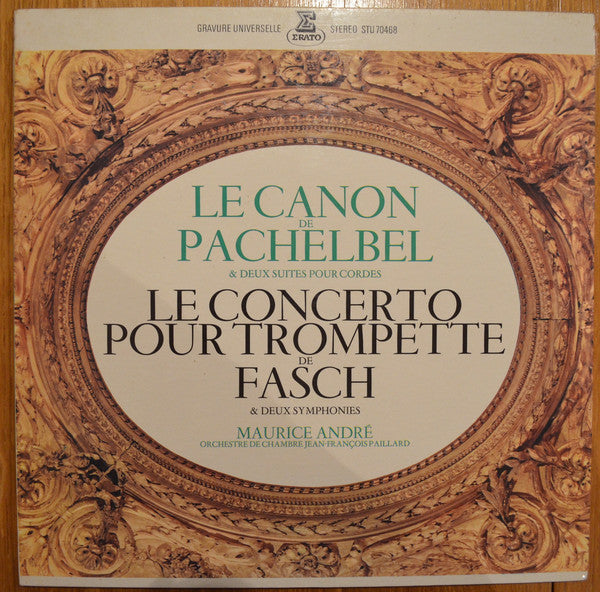 GRAVURE UNIVERSELLE ERATO STEREO STU 70468
LE CANON
DE
PACHELBEL
& DEUX SUITES POUR CORDES
LE CONCERTO
POUR TROMPETTE
DE
FASCH
& DEUX SYMPHONIES
MAURICE ANDRÉ
ORCHESTRE DE CHAMBRE JEAN-FRANÇOIS PAILLARD